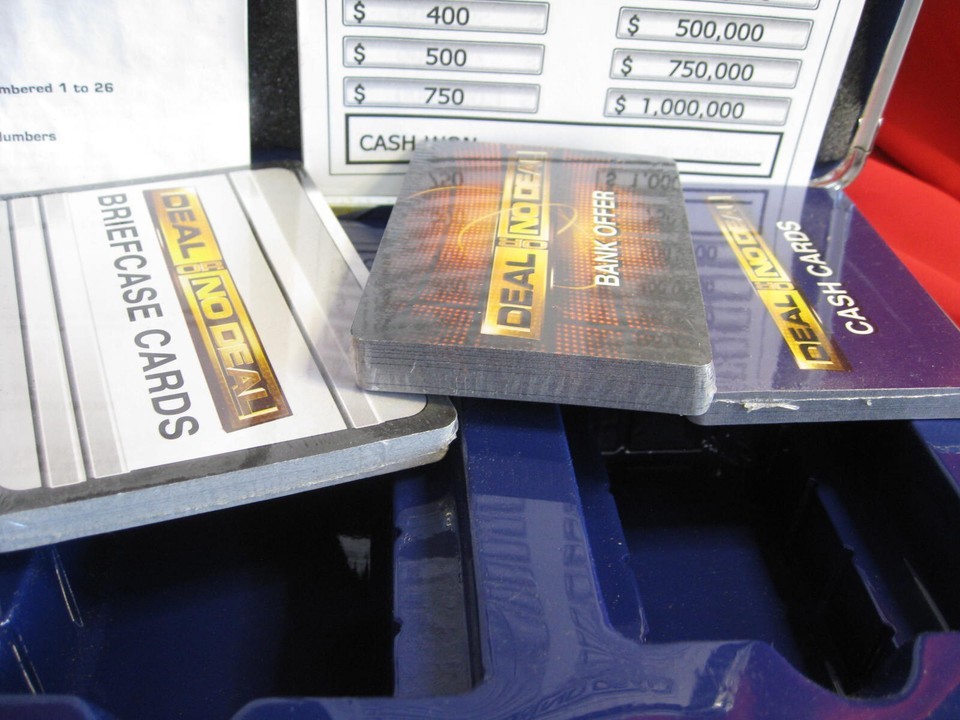 mbered 1 to 26
Numbers
$ 400
$ 500
$ 750
$ 500,000
$ 750,000
$ 1,000,000
CASH WON
DEAL OR NO DEAL!
BRIEFCASE CARDS
DEAL OR NO DEAL!
BANK OFFER
DEAL OR NO DEAL!
CASH CARDS